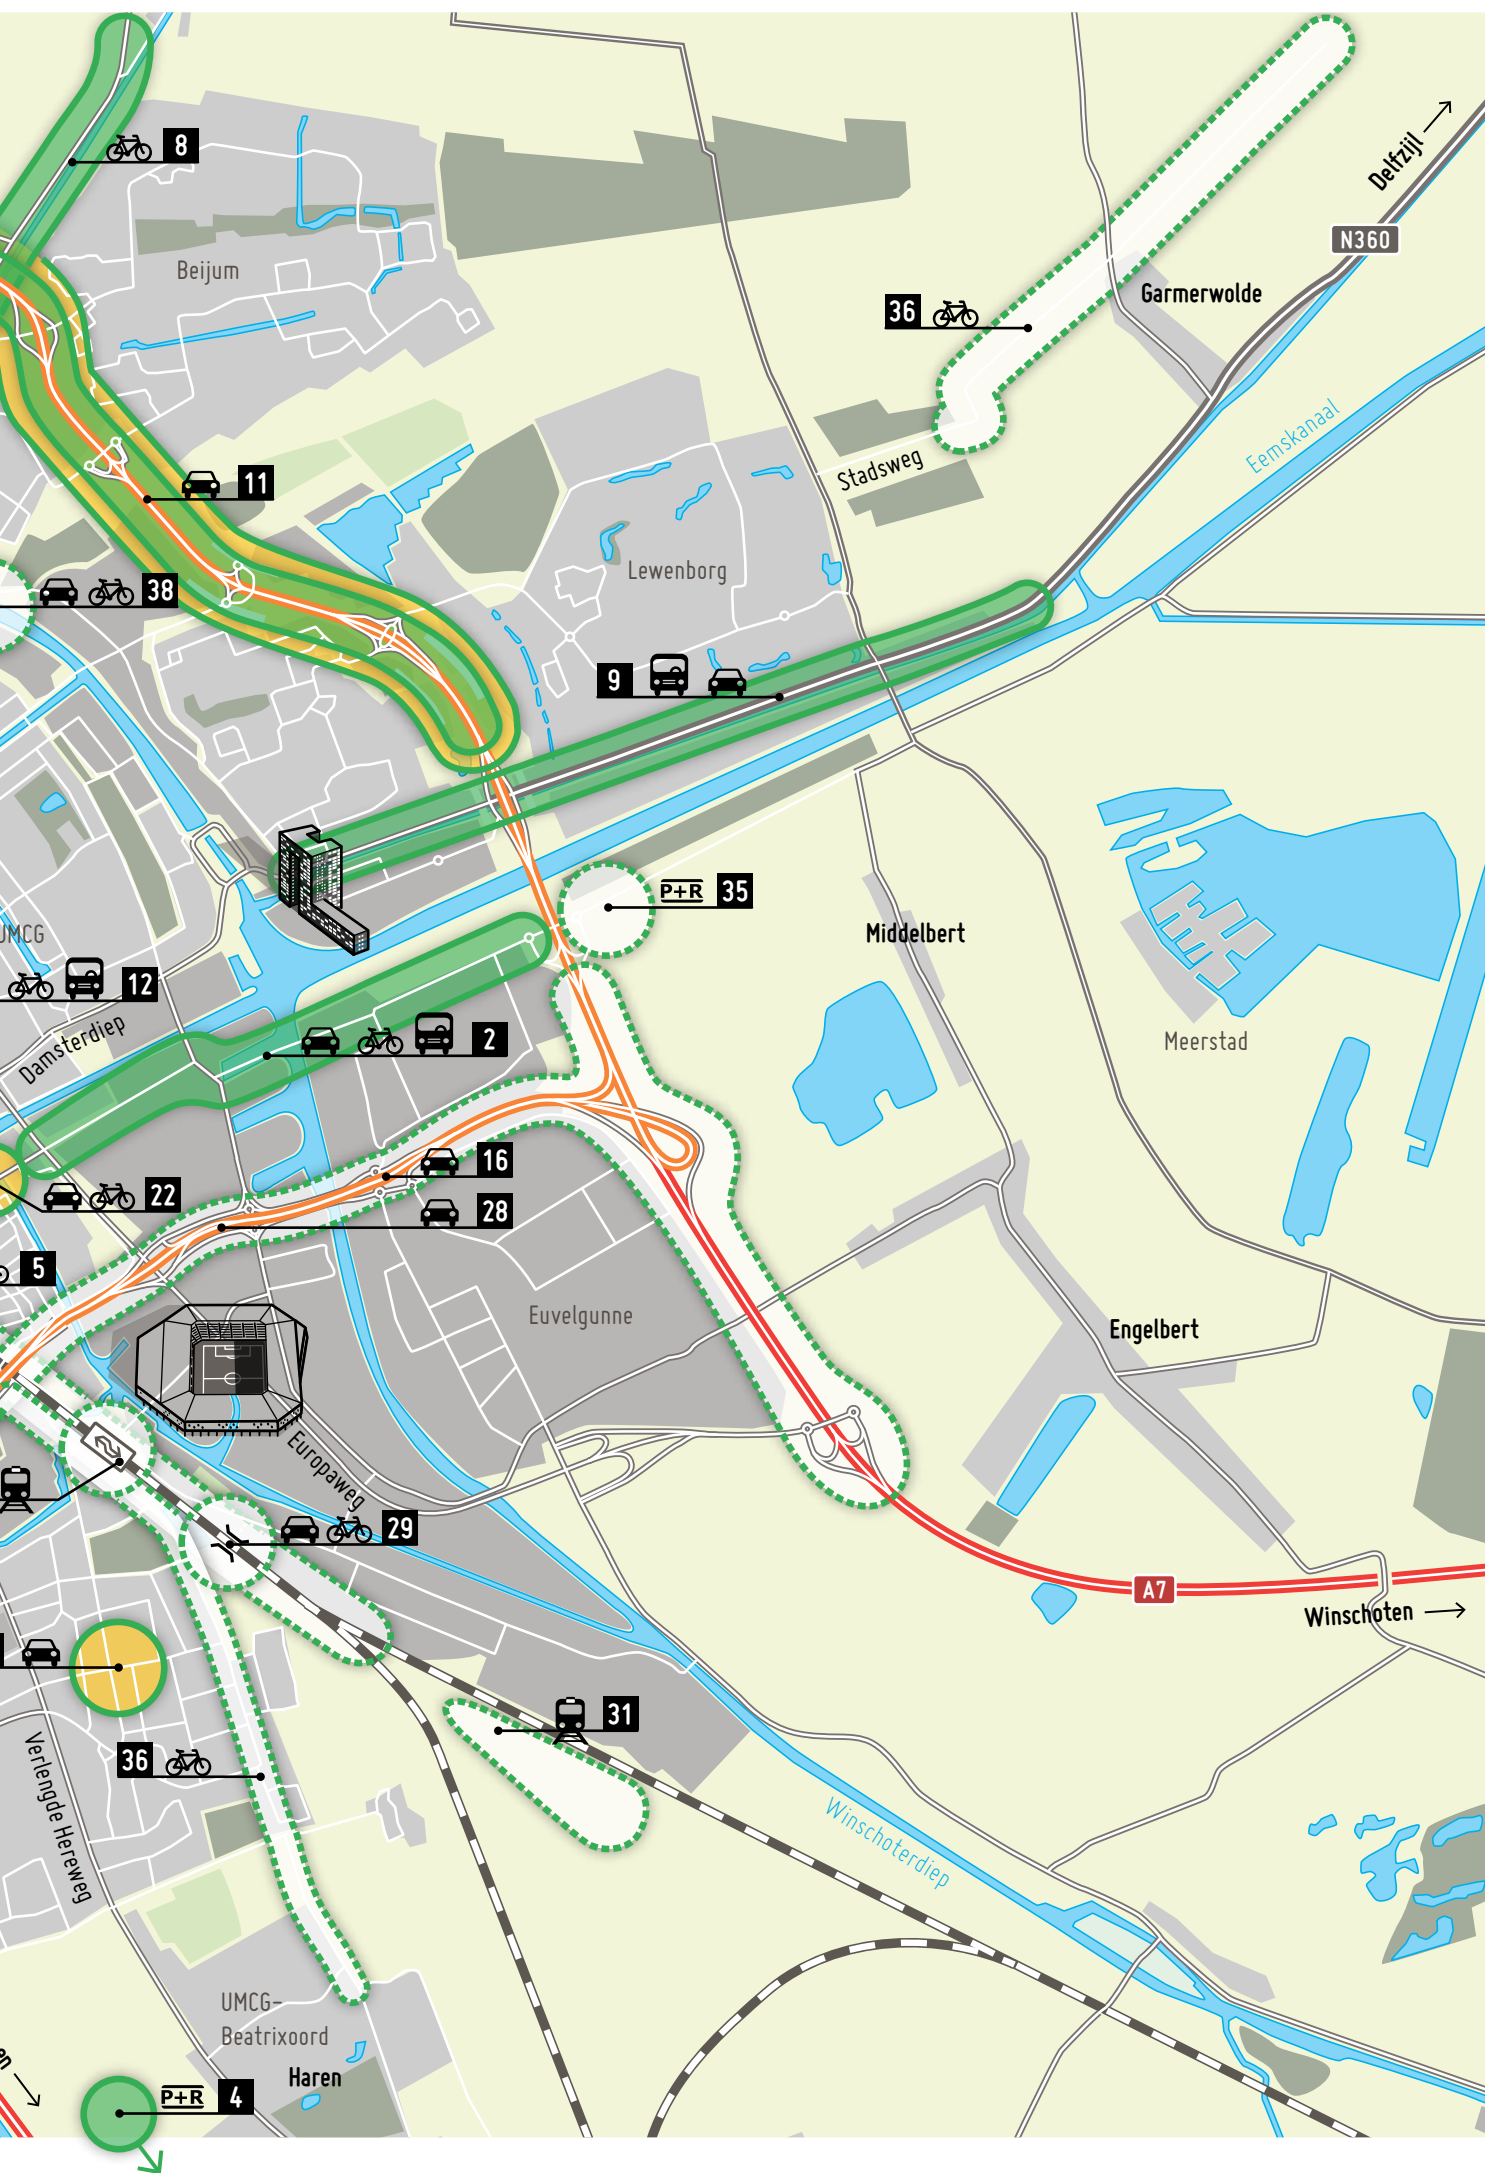 8
Delfzijl
N360
Beijum
Garmerwolde
36
Eemskanaal
Stadsweg
11
Lewenborg
38
9
P+R 35
Middelbert
UMCG
12
Damsterdiep
2
Meerstad
16
22
28
5
Euvelgunne
Engelbert
Europaweg
29
A7
Winschoten
31
36
Verlengde Hereweg
Winschoterdiep
UMCG-
Beatrixoord
Haren
P+R 4